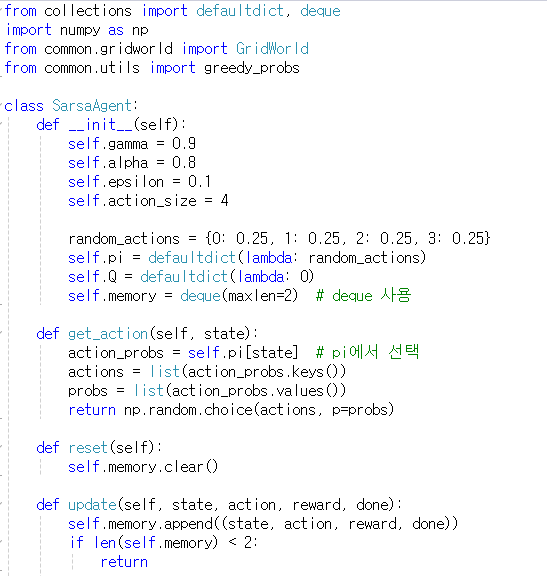 from collections import defaultdict, deque
import numpy as np
from common.gridworld import GridWorld
from common.utils import greedy_probs

class SarsaAgent:
    def __init__(self):
        self.gamma = 0.9
        self.alpha = 0.8
        self.epsilon = 0.1
        self.action_size = 4

        random_actions = {0: 0.25, 1: 0.25, 2: 0.25, 3: 0.25}
        self.pi = defaultdict(lambda: random_actions)
        self.Q = defaultdict(lambda: 0)
        self.memory = deque(maxlen=2)  # deque 사용

    def get_action(self, state):
        action_probs = self.pi[state]  # pi에서 선택
        actions = list(action_probs.keys())
        probs = list(action_probs.values())
        return np.random.choice(actions, p=probs)

    def reset(self):
        self.memory.clear()

    def update(self, state, action, reward, done):
        self.memory.append((state, action, reward, done))
        if len(self.memory) < 2:
            return